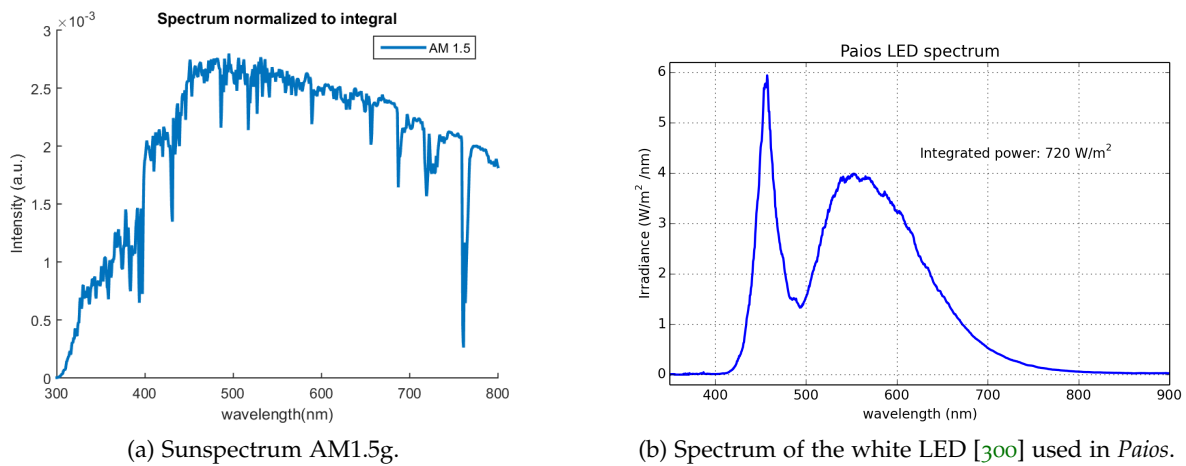 ×10⁻³
Spectrum normalized to integral
AM 1.5
3
2.5
2
1.5
1
0.5
0
Intensity (a.u.)
300 400 500 600 700 800
wavelength(nm)
(a) Sunspectrum AM1.5g.
Paios LED spectrum
Integrated power: 720 W/m²
6
5
4
3
2
1
0
Irradiance (W/m² /nm)
400 500 600 700 800 900
wavelength (nm)
(b) Spectrum of the white LED [300] used in Paios.